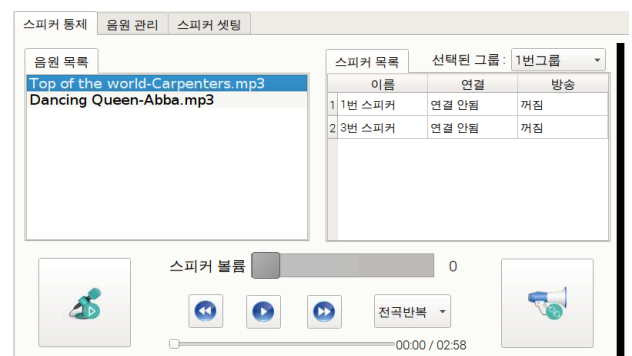 스피커 통제 음원 관리 스피커 셋팅
음원 목록
Top of the world-Carpenters.mp3
Dancing Queen-Abba.mp3
스피커 목록 선택된 그룹 : 1번그룹
이름 연결 방송
1 1번 스피커 연결 안됨 꺼짐
2 3번 스피커 연결 안됨 꺼짐
스피커 볼륨 0
전곡반복
00:00 / 02:58